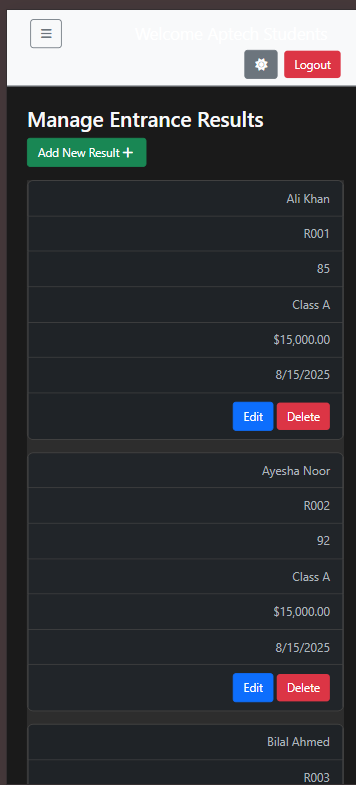 Welcome Aptech Students
Logout
Manage Entrance Results
Add New Result +
Ali Khan
R001
85
Class A
$15,000.00
8/15/2025
Edit Delete
Ayesha Noor
R002
92
Class A
$15,000.00
8/15/2025
Edit Delete
Bilal Ahmed
R003